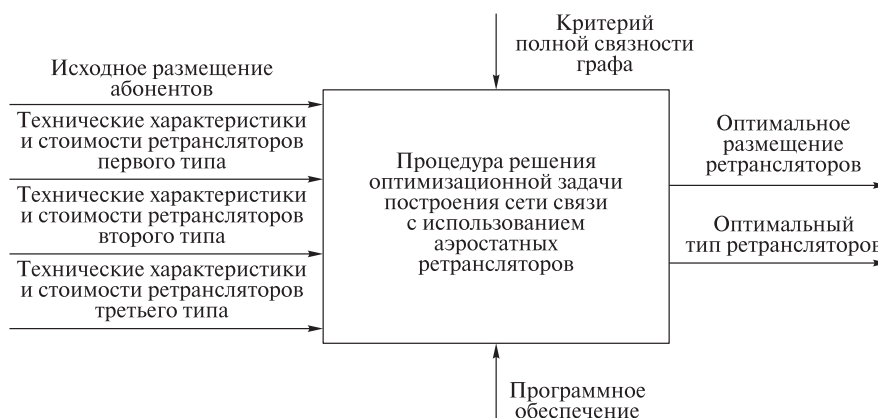 Критерий
полной связности
графа
Исходное размещение
абонентов
Технические характеристики
и стоимости ретрансляторов
первого типа
Технические характеристики
и стоимости ретрансляторов
второго типа
Технические характеристики
и стоимости ретрансляторов
третьего типа
Процедура решения
оптимизационной задачи
построения сети связи
с использованием
аэростатных
ретрансляторов
Оптимальное
размещение
ретрансляторов
Оптимальный
тип ретрансляторов
Программное
обеспечение